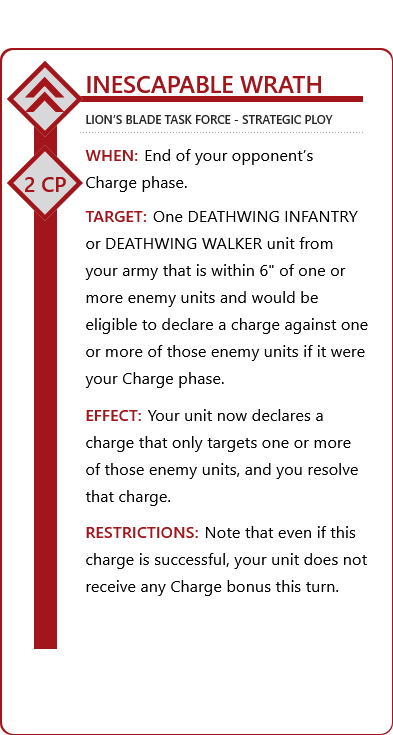 INESCAPABLE WRATH
LION'S BLADE TASK FORCE - STRATEGIC PLOY
WHEN: End of your opponent's
Charge phase.
2 CP
TARGET: One DEATHWING INFANTRY
or DEATHWING WALKER unit from
your army that is within 6" of one or
more enemy units and would be
eligible to declare a charge against one
or more of those enemy units if it were
your Charge phase.
EFFECT: Your unit now declares a
charge that only targets one or more
of those enemy units, and you resolve
that charge.
RESTRICTIONS: Note that even if this
charge is successful, your unit does not
receive any Charge bonus this turn.